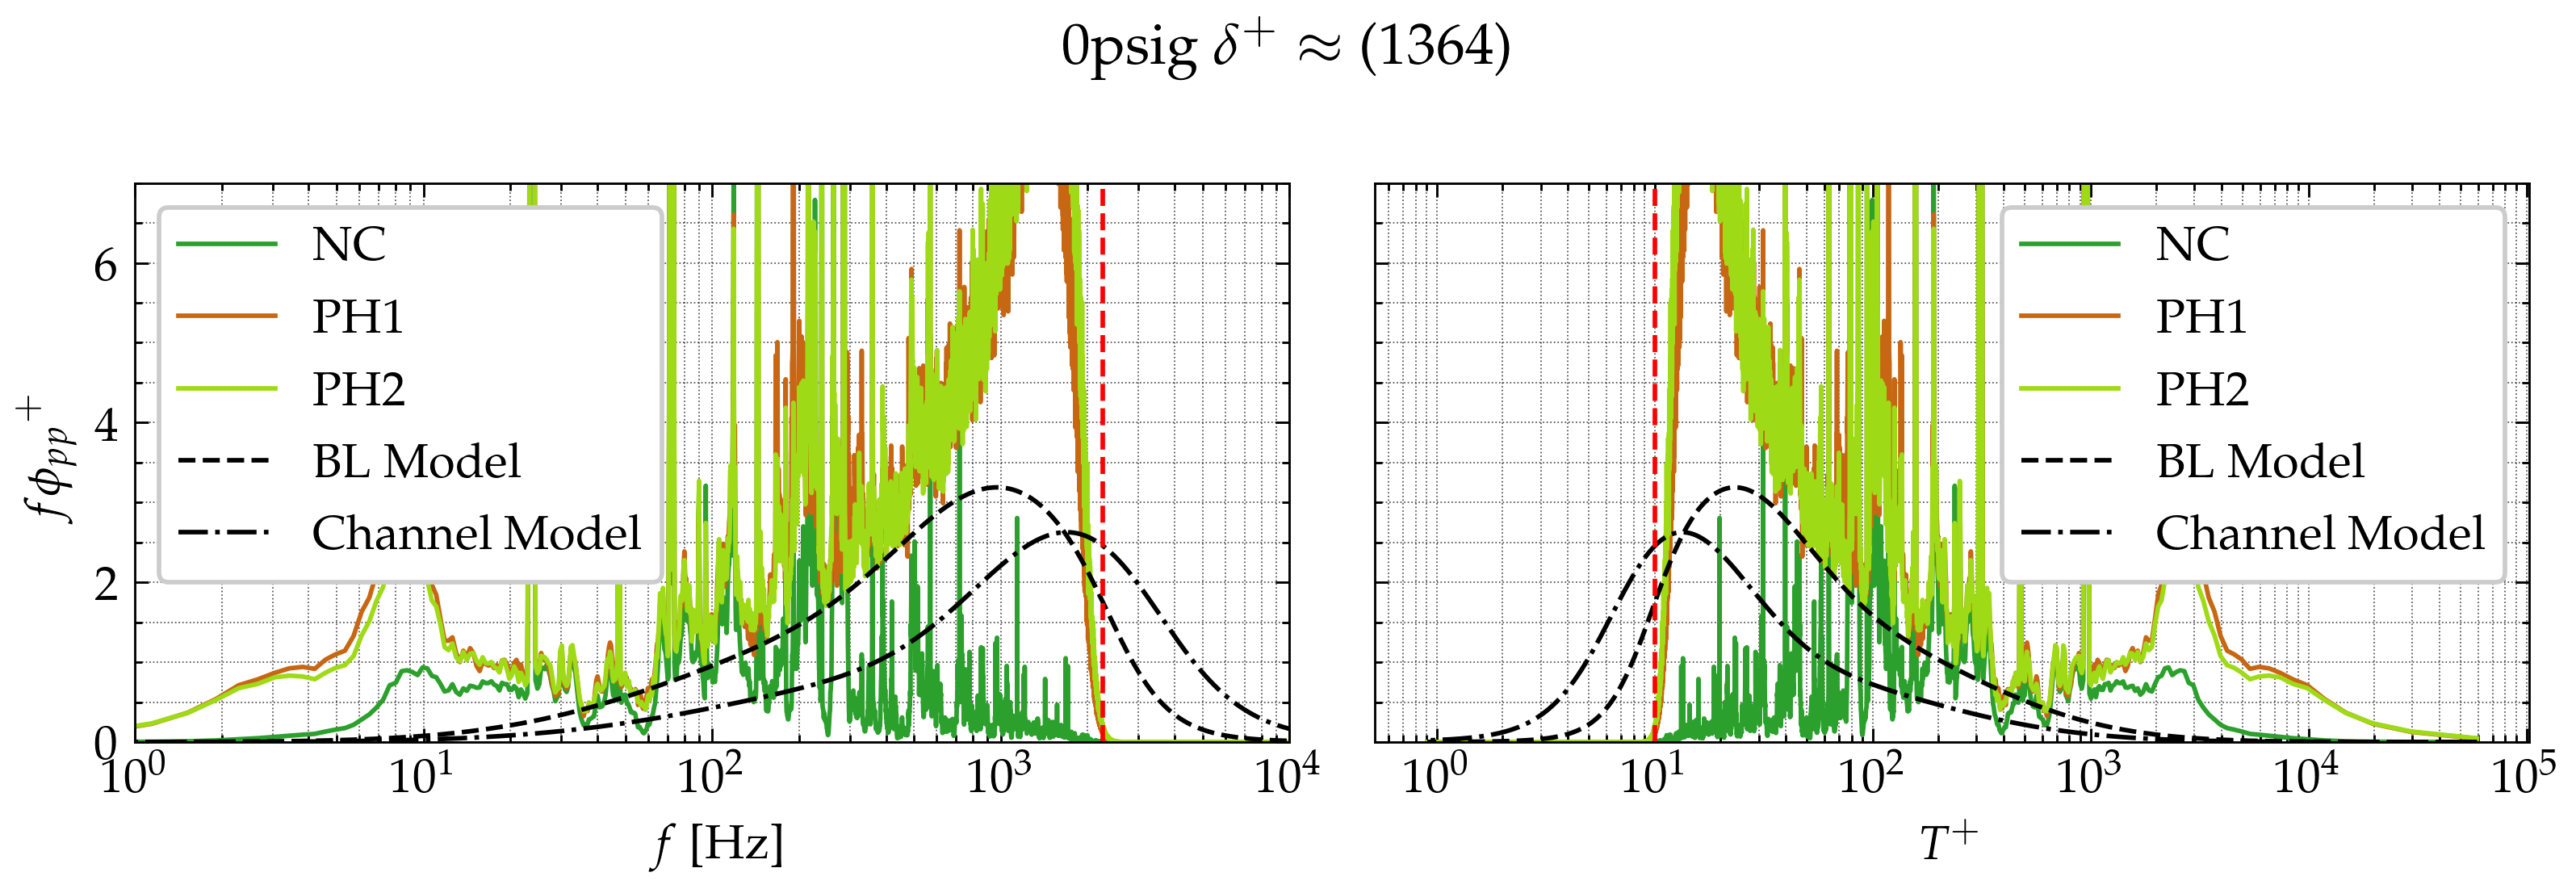 0psig δ⁺ ≈ (1364)
fϕₚₚ⁺
6
4
2
0
NC
PH1
PH2
BL Model
Channel Model
10⁰ 10¹ 10² 10³ 10⁴
f [Hz]
NC
PH1
PH2
BL Model
Channel Model
10⁰ 10¹ 10² 10³ 10⁴ 10⁵
T⁺